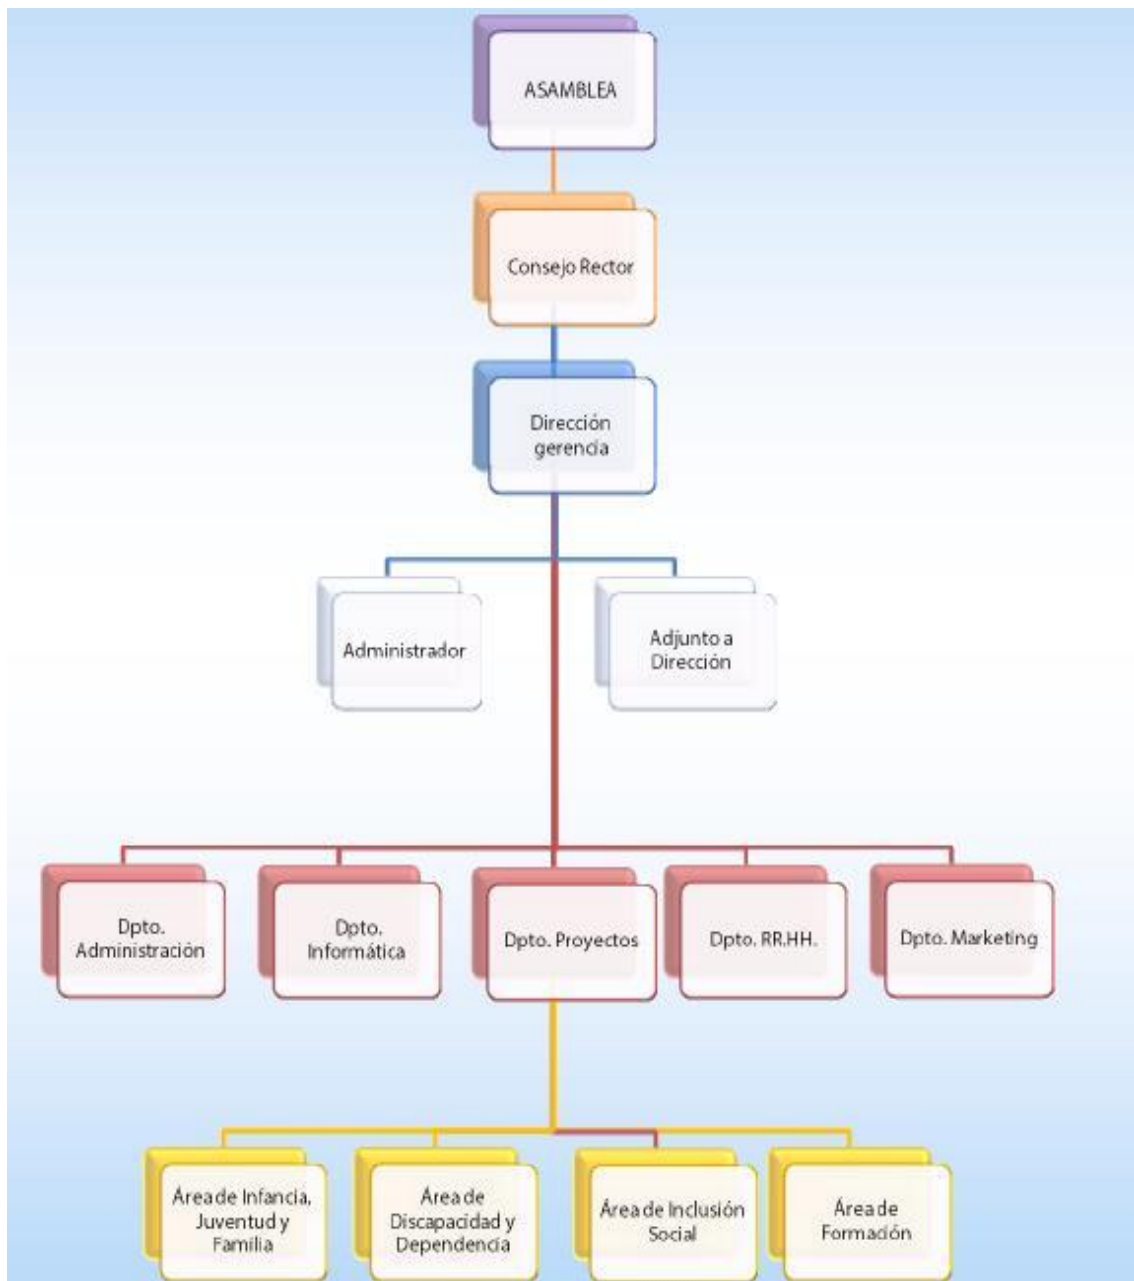 ASAMBLEA
Consejo Rector
Dirección
gerencia
Administrador
Adjunto a
Dirección
Dpto.
Administración
Dpto.
Informática
Dpto. Proyectos
Dpto. RR.HH.
Dpto. Marketing
Área de Infancia,
Juventud y
Familia
Área de
Discapacidad y
Dependencia
Área de Inclusión
Social
Área de
Formación